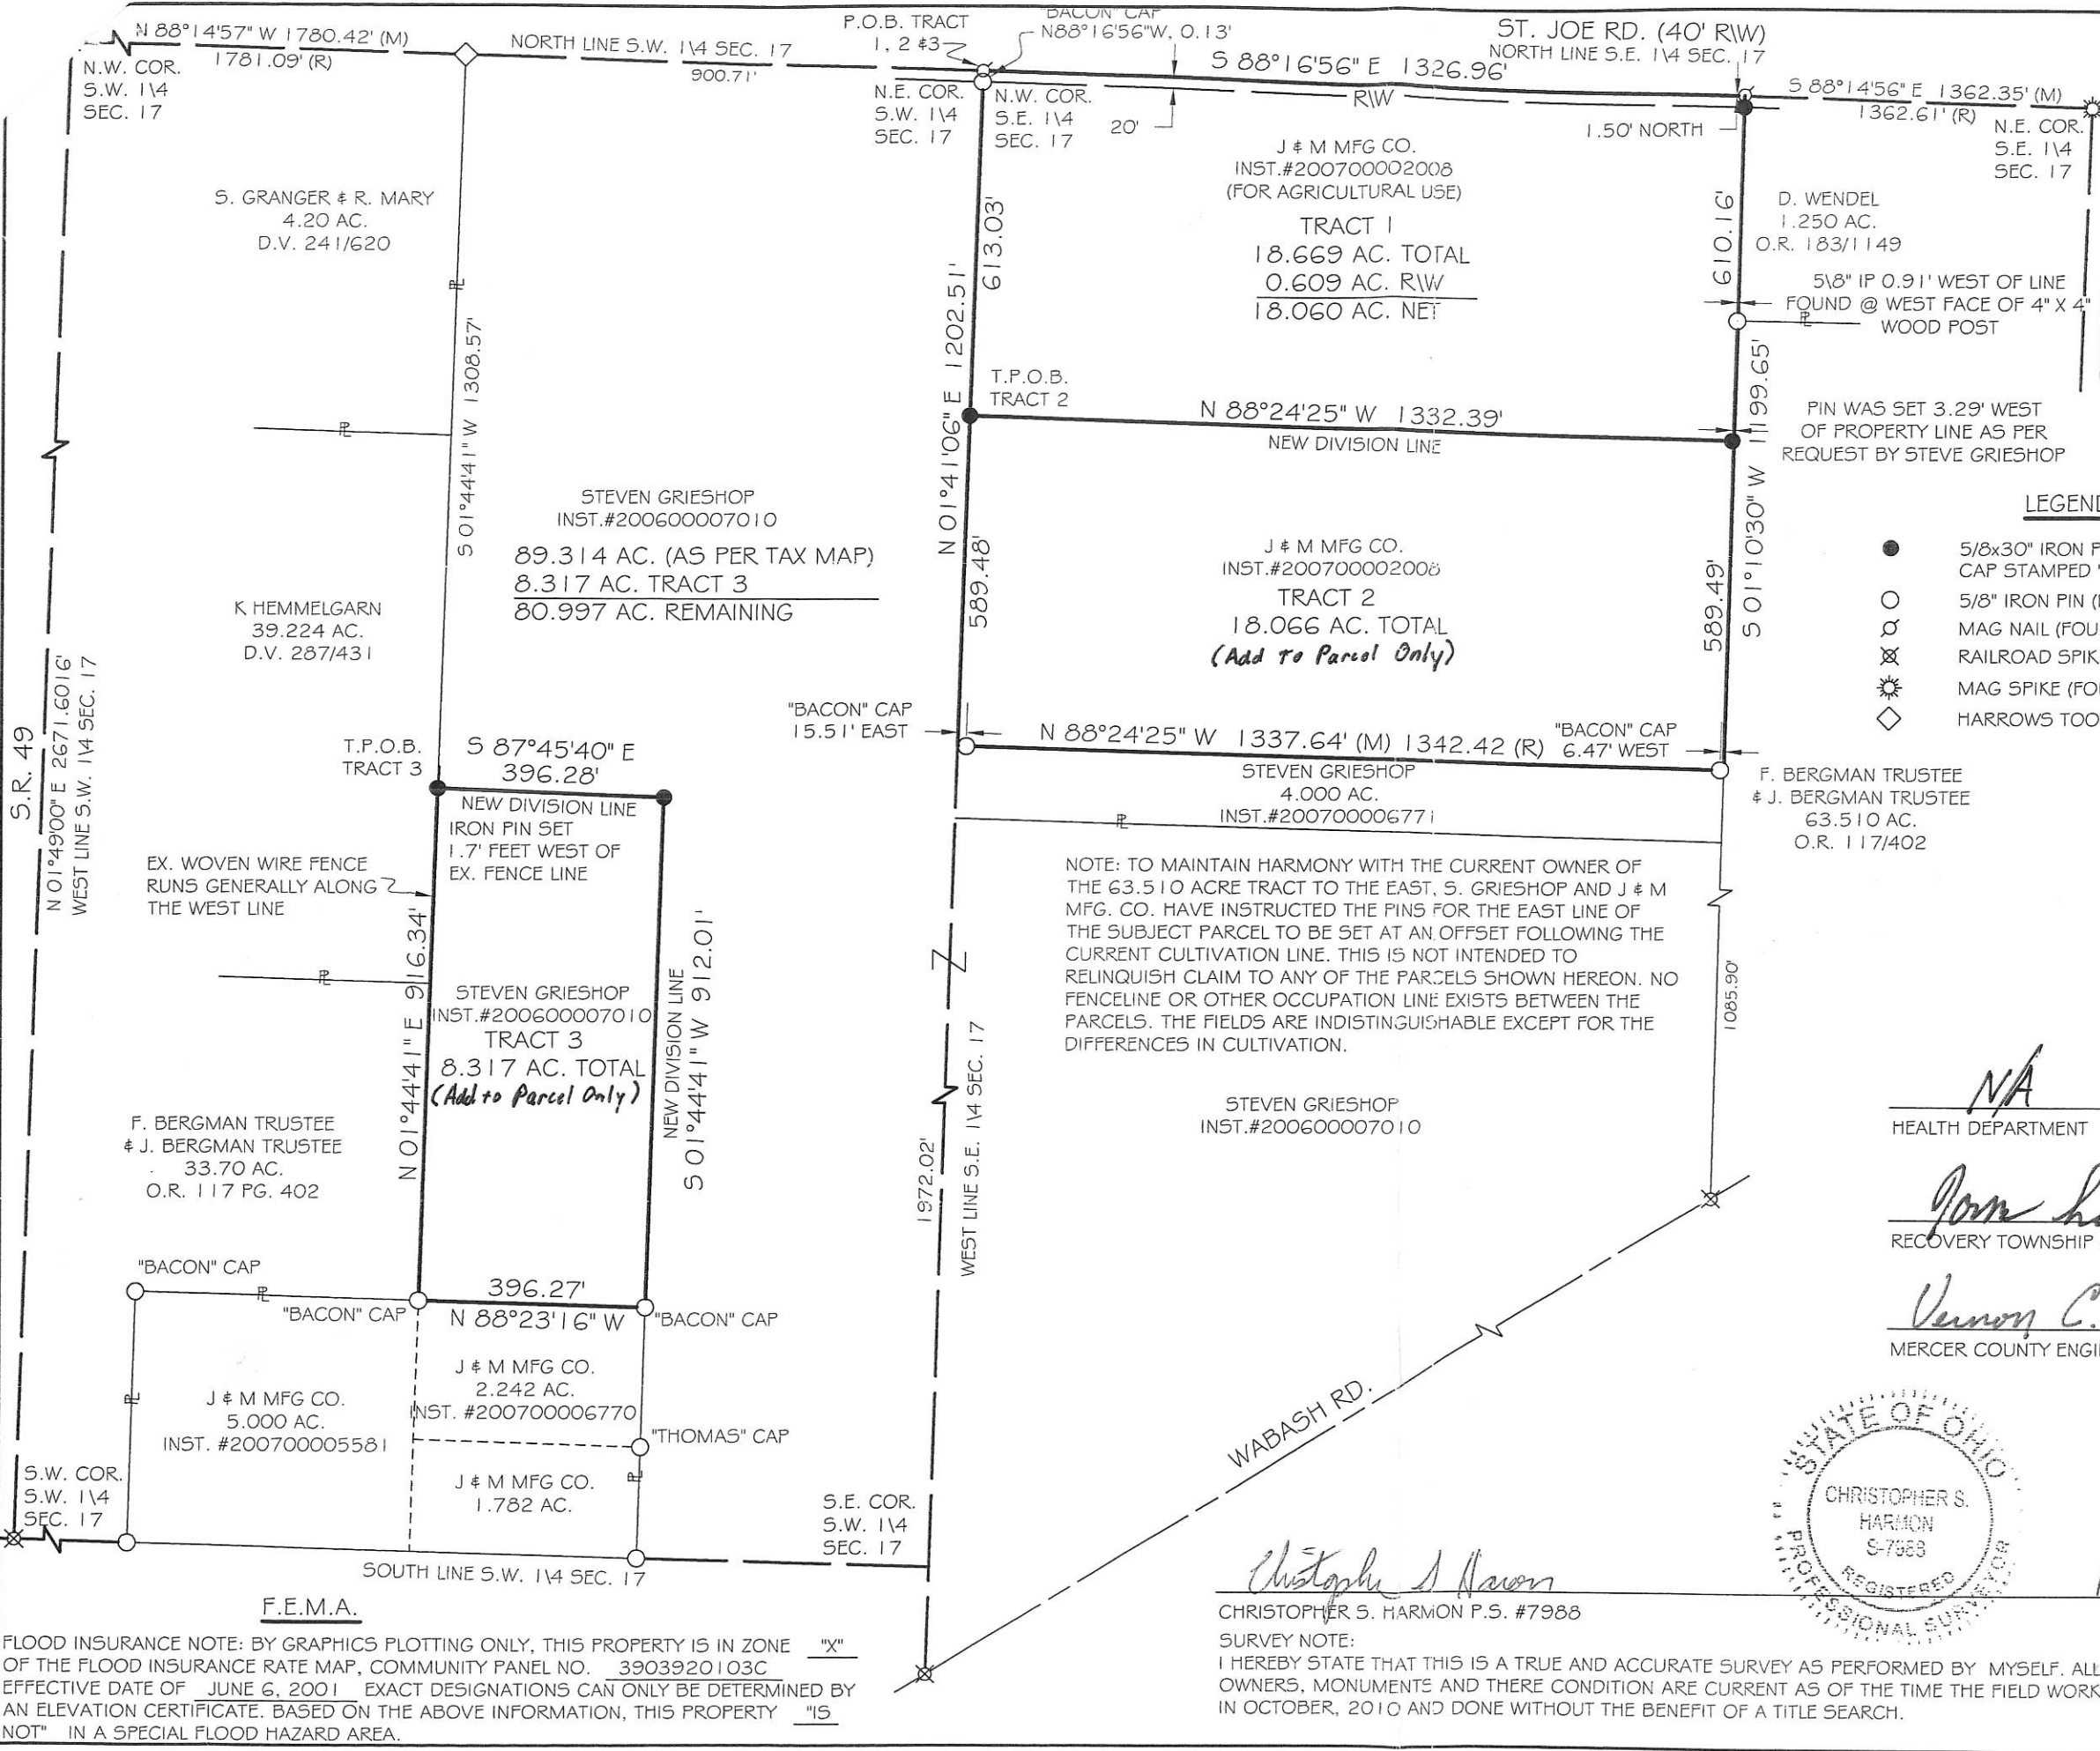 N 88°14'57" W 1780.42' (M)
1781.09' (R)
N.W. COR.
S.W. 1\4
SEC. 17
NORTH LINE S.W. 1\4 SEC. 17
900.71'
P.O.B. TRACT
1, 2 &3
"BACON" CAP
N88°16'56"W, 0.13'
N.E. COR.
S.W. 1\4
SEC. 17
N.W. COR.
S.E. 1\4
SEC. 17
20'
ST. JOE RD. (40' R\W)
NORTH LINE S.E. 1\4 SEC. 17
S 88°16'56" E 1326.96'
R\W
1.50' NORTH
S 88°14'56" E 1362.35' (M)
1362.61' (R)
N.E. COR.
S.E. 1\4
SEC. 17
S. GRANGER & R. MARY
4.20 AC.
D.V. 241/620
S 01°44'41" W 1308.57'
J & M MFG CO.
INST.#200700002008
(FOR AGRICULTURAL USE)
TRACT 1
18.669 AC. TOTAL
0.609 AC. R\W
18.060 AC. NET
613.03'
N 01°41'06" E 1202.51'
610.16'
D. WENDEL
1.250 AC.
O.R. 183/1149
5\8" IP 0.91' WEST OF LINE
FOUND @ WEST FACE OF 4" X 4"
WOOD POST
S 01°10'30" W 1199.65'
T.P.O.B.
TRACT 2
N 88°24'25" W 1332.39'
NEW DIVISION LINE
PIN WAS SET 3.29' WEST
OF PROPERTY LINE AS PER
REQUEST BY STEVE GRIESHOP
STEVEN GRIESHOP
INST.#200600007010
89.314 AC. (AS PER TAX MAP)
8.317 AC. TRACT 3
80.997 AC. REMAINING
589.48'
J & M MFG CO.
INST.#200700002008
TRACT 2
18.066 AC. TOTAL
(Add to Parcel Only)
589.49'
LEGEN
5/8x30" IRON
CAP STAMPED
5/8" IRON PIN
MAG NAIL
RAILROAD
MAG SPIKE
HARROWS
K HEMMELGARN
39.224 AC.
D.V. 287/431
S.R. 49
N 01°49'00" E 2671.6016'
WEST LINE S.W. 1\4 SEC. 17
"BACON" CAP
15.51' EAST
N 88°24'25" W 1337.64' (M) 1342.42 (R)
"BACON" CAP
6.47' WEST
T.P.O.B.
TRACT 3
S 87°45'40" E
396.28'
NEW DIVISION LINE
IRON PIN SET
1.7' FEET WEST OF
EX. FENCE LINE
STEVEN GRIESHOP
4.000 AC.
INST.#200700006771
F. BERGMAN TRUSTEE
& J. BERGMAN TRUSTEE
63.510 AC.
O.R. 117/402
EX. WOVEN WIRE FENCE
RUNS GENERALLY ALONG
THE WEST LINE
N 01°44'41" E 916.34'
NOTE: TO MAINTAIN HARMONY WITH THE CURRENT OWNER OF
THE 63.510 ACRE TRACT TO THE EAST, S. GRIESHOP AND J & M
MFG. CO. HAVE INSTRUCTED THE PINS FOR THE EAST LINE OF
THE SUBJECT PARCEL TO BE SET AT AN OFFSET FOLLOWING THE
CURRENT CULTIVATION LINE. THIS IS NOT INTENDED TO
RELINQUISH CLAIM TO ANY OF THE PARCELS SHOWN HEREON. NO
FENCELINE OR OTHER OCCUPATION LINE EXISTS BETWEEN THE
PARCELS. THE FIELDS ARE INDISTINGUISHABLE EXCEPT FOR THE
DIFFERENCES IN CULTIVATION.
1085.90'
STEVEN GRIESHOP
INST.#200600007010
TRACT 3
8.317 AC. TOTAL
(Add to Parcel Only)
NEW DIVISION LINE
S 01°44'41" W 912.01'
STEVEN GRIESHOP
INST.#200600007010
1972.02'
WEST LINE S.E. 1\4 SEC. 17
N/A
HEALTH DEPARTMENT
RECOVERY TOWNSHIP
Vernon C.
MERCER COUNTY ENGI
F. BERGMAN TRUSTEE
& J. BERGMAN TRUSTEE
33.70 AC.
O.R. 117 PG. 402
"BACON" CAP
"BACON" CAP
396.27'
N 88°23'16" W
"BACON" CAP
J & M MFG CO.
5.000 AC.
INST. #200700005581
J & M MFG CO.
2.242 AC.
INST. #200700006770
"THOMAS" CAP
J & M MFG CO.
1.782 AC.
S.W. COR.
S.W. 1\4
SEC. 17
S.E. COR.
S.W. 1\4
SEC. 17
SOUTH LINE S.W. 1\4 SEC. 17
WABASH RD.
STATE OF OHIO
CHRISTOPHER S.
HARMON
S-7988
REGISTERED
PROFESSIONAL SURVEYOR
F.E.M.A.
FLOOD INSURANCE NOTE: BY GRAPHICS PLOTTING ONLY, THIS PROPERTY IS IN ZONE "X"
OF THE FLOOD INSURANCE RATE MAP, COMMUNITY PANEL NO. 3903920103C
EFFECTIVE DATE OF JUNE 6, 2001 EXACT DESIGNATIONS CAN ONLY BE DETERMINED BY
AN ELEVATION CERTIFICATE. BASED ON THE ABOVE INFORMATION, THIS PROPERTY "IS
NOT" IN A SPECIAL FLOOD HAZARD AREA.
Christopher S Harmon
CHRISTOPHER S. HARMON P.S. #7988
SURVEY NOTE:
I HEREBY STATE THAT THIS IS A TRUE AND ACCURATE SURVEY AS PERFORMED BY MYSELF. ALL
OWNERS, MONUMENTS AND THERE CONDITION ARE CURRENT AS OF THE TIME THE FIELD WORK
IN OCTOBER, 2010 AND DONE WITHOUT THE BENEFIT OF A TITLE SEARCH.